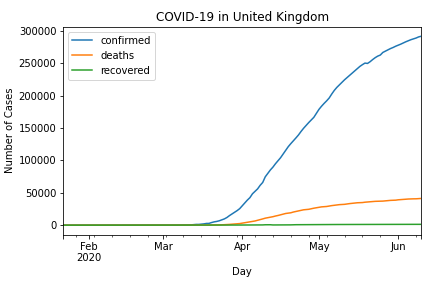 COVID-19 in United Kingdom
confirmed
deaths
recovered
300000
250000
200000
150000
100000
50000
0
Number of Cases
Feb
2020
Mar
Apr
May
Jun
Day